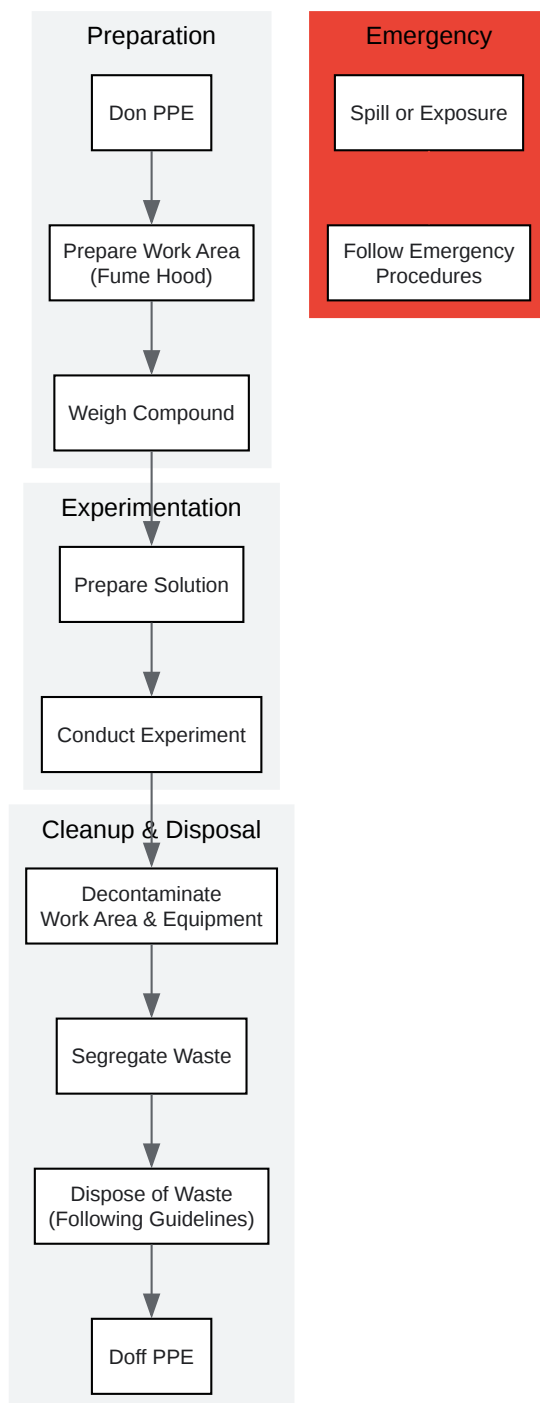 Preparation
Don PPE
Prepare Work Area
(Fume Hood)
Weigh Compound
Experimentation
Prepare Solution
Conduct Experiment
Cleanup & Disposal
Decontaminate
Work Area & Equipment
Segregate Waste
Dispose of Waste
(Following Guidelines)
Doff PPE
Emergency
Spill or Exposure
Follow Emergency
Procedures